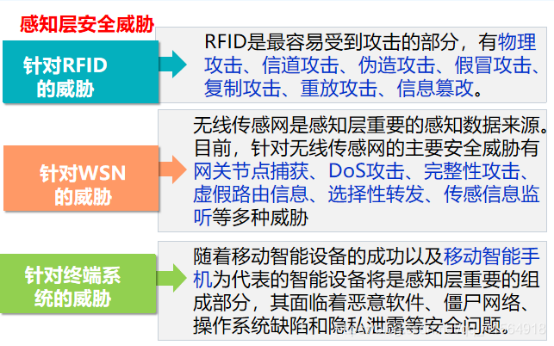 感知层安全威胁
针对RFID
的威胁
RFID是最容易受到攻击的部分，有物理
攻击、信道攻击、伪造攻击、假冒攻击、
复制攻击、重放攻击、信息篡改。
针对WSN
的威胁
无线传感网是感知层重要的感知数据来源。
目前，针对无线传感网的主要安全威胁有
网关节点捕获、DoS攻击、完整性攻击、
虚假路由信息、选择性转发、传感信息监
听等多种威胁
针对终端系
统的威胁
随着移动智能设备的成功以及移动智能手
机为代表的智能设备将是感知层重要的组
成部分，其面临着恶意软件、僵尸网络、
操作系统缺陷和隐私泄露等安全问题。